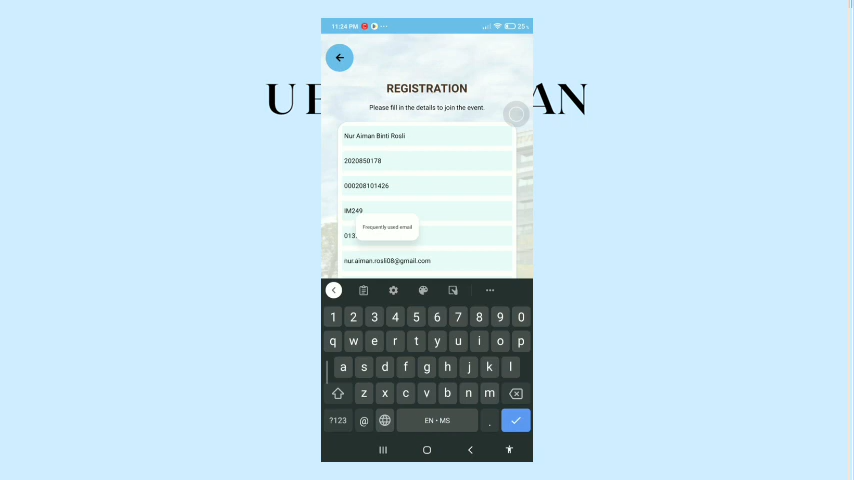 11:24 PM
25%
U E
AN
REGISTRATION
Please fill in the details to join the event.
Nur Aiman Binti Rosli
2020850178
000208101426
IM249
Frequently used email
013
nur.aiman.rosli08@gmail.com
1 2 3 4 5 6 7 8 9 0
q w e r t y u i o p
a s d f g h j k l
z x c v b n m
?123 @ EN • MS .